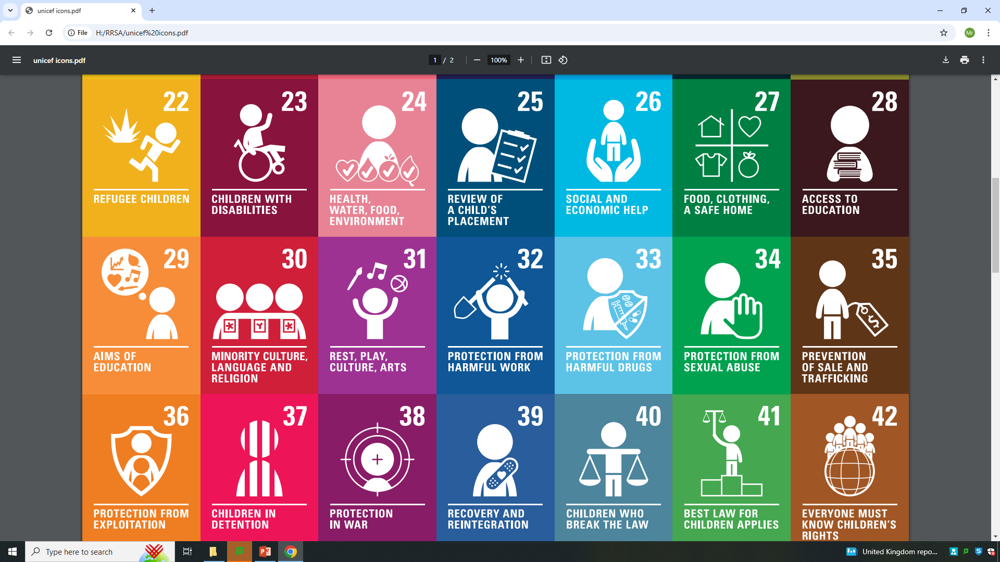 unicef icons.pdf
File
H:/RRSA/unicef%20icons.pdf
Mr
unicef icons.pdf
1 / 2
100%
22
REFUGEE CHILDREN
23
CHILDREN WITH
DISABILITIES
24
HEALTH,
WATER, FOOD,
ENVIRONMENT
25
REVIEW OF
A CHILD'S
PLACEMENT
26
SOCIAL AND
ECONOMIC HELP
27
FOOD, CLOTHING,
A SAFE HOME
28
ACCESS TO
EDUCATION
29
AIMS OF
EDUCATION
30
MINORITY CULTURE,
LANGUAGE AND
RELIGION
31
REST, PLAY,
CULTURE, ARTS
32
PROTECTION FROM
HARMFUL WORK
33
PROTECTION FROM
HARMFUL DRUGS
34
PROTECTION FROM
SEXUAL ABUSE
35
$
PREVENTION
OF SALE AND
TRAFFICKING
36
PROTECTION FROM
EXPLOITATION
37
CHILDREN IN
DETENTION
38
PROTECTION
IN WAR
39
RECOVERY AND
REINTEGRATION
40
CHILDREN WHO
BREAK THE LAW
41
BEST LAW FOR
CHILDREN APPLIES
42
EVERYONE MUST
KNOW CHILDREN'S
RIGHTS
Type here to search
United Kingdom repo...